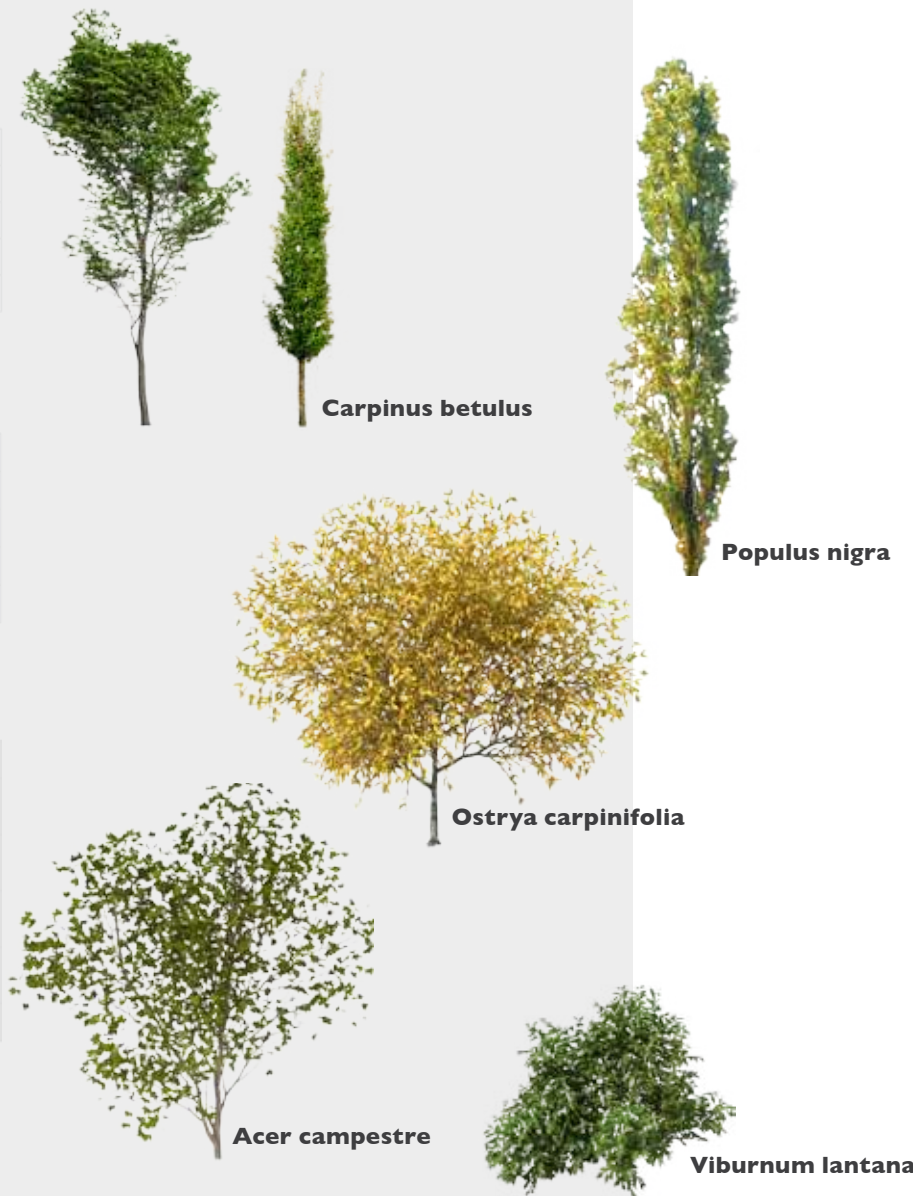 Carpinus betulus
Populus nigra
Ostrya carpinifolia
Acer campestre
Viburnum lantana